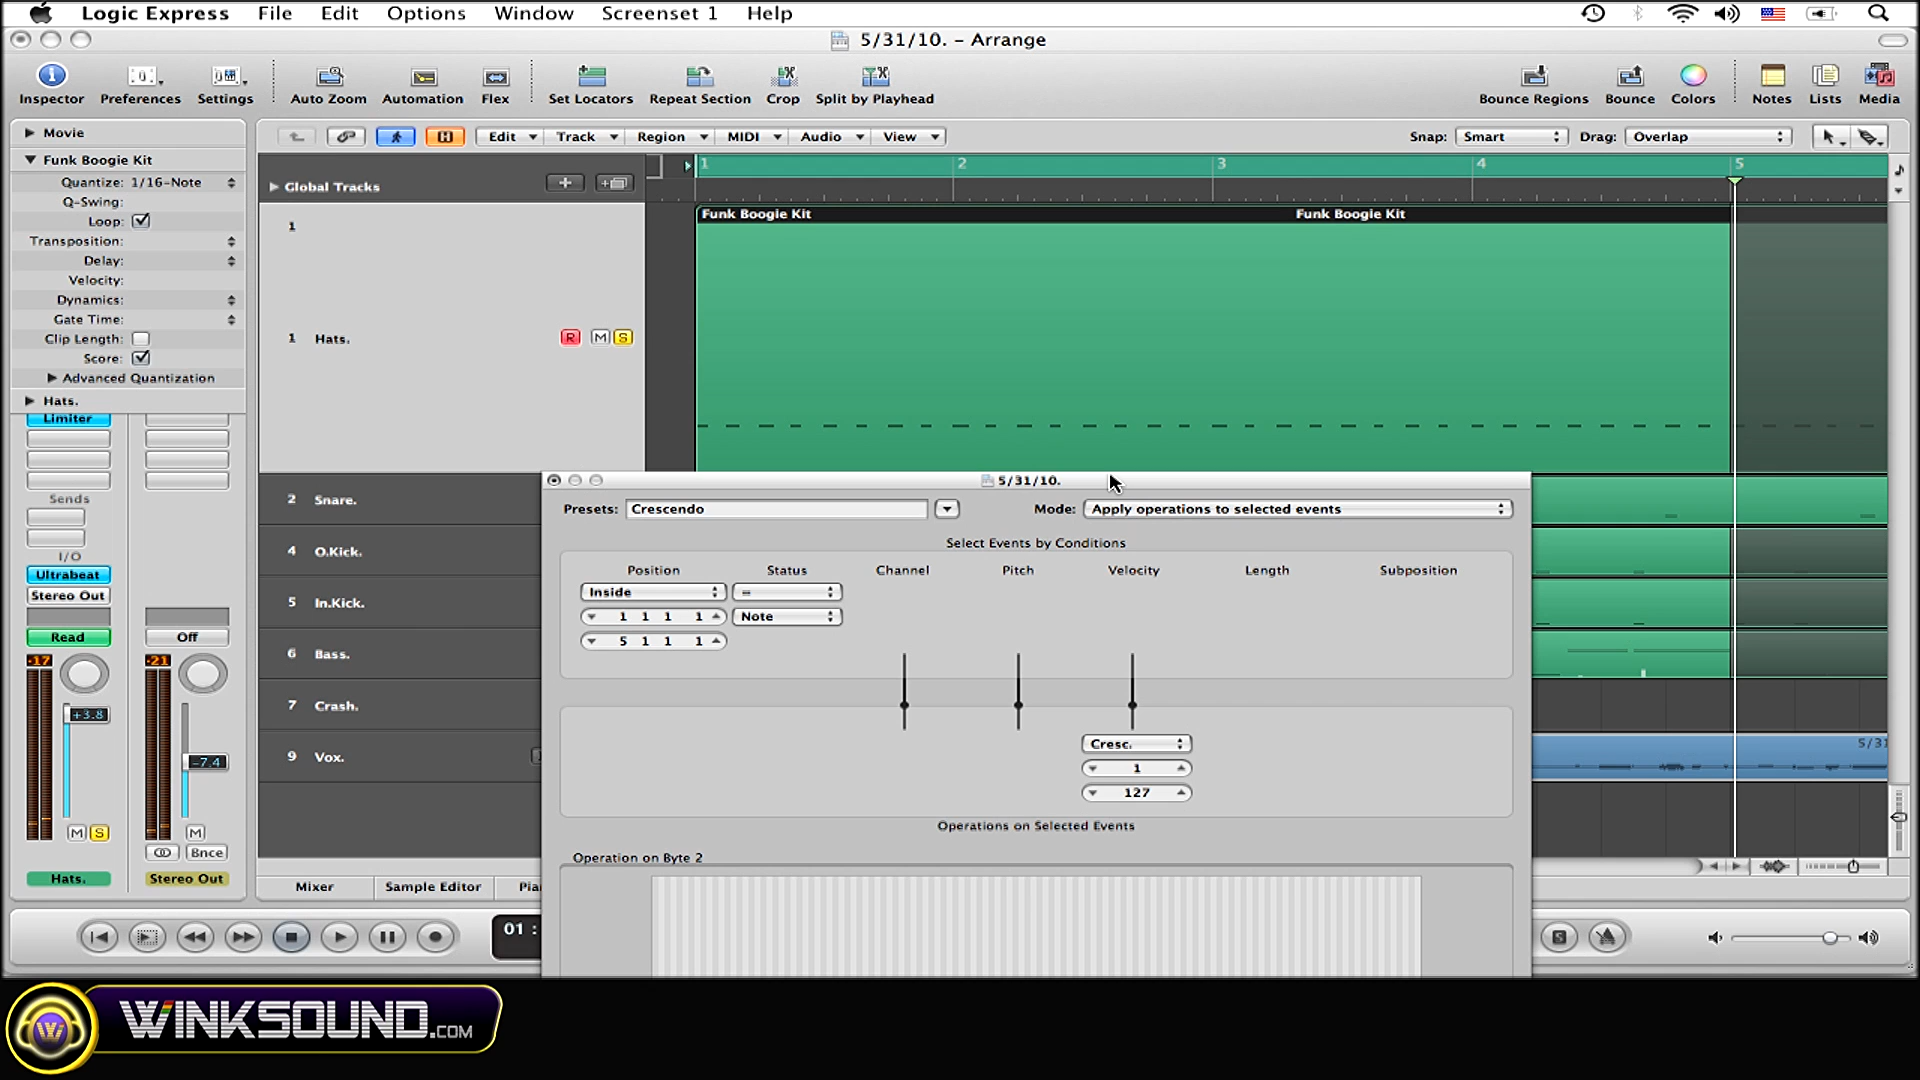 Logic Express File Edit Options Window Screenset 1 Help
5/31/10. - Arrange
Inspector Preferences Settings Auto Zoom Automation Flex Set Locators Repeat Section Crop Split by Playhead Bounce Regions Bounce Colors Notes Lists Media
Movie
Edit Track Region MIDI Audio View Snap: Smart Drag: Overlap
Funk Boogie Kit
Quantize: 1/16-Note
Q-Swing:
Loop:
Transposition:
Delay:
Velocity:
Dynamics:
Gate Time:
Clip Length:
Score:
Advanced Quantization
Hats.
Limiter
Sends
I/O
Ultrabeat
Stereo Out
Read Off
-17 -21
+3.8
-7.4
M S M
Bnce
Hats. Stereo Out
Global Tracks
1 2 3 4 5
Funk Boogie Kit Funk Boogie Kit
1
1 Hats. R M S
2 Snare.
4 O.Kick.
5 In.Kick.
6 Bass.
7 Crash.
9 Vox.
5/31
Mixer Sample Editor Pia
01 :
5/31/10.
Presets: Crescendo Mode: Apply operations to selected events
Select Events by Conditions
Position Status Channel Pitch Velocity Length Subposition
Inside =
1 1 1 1 Note
5 1 1 1
Cresc.
1
127
Operations on Selected Events
Operation on Byte 2
S
W WINKSOUND.COM